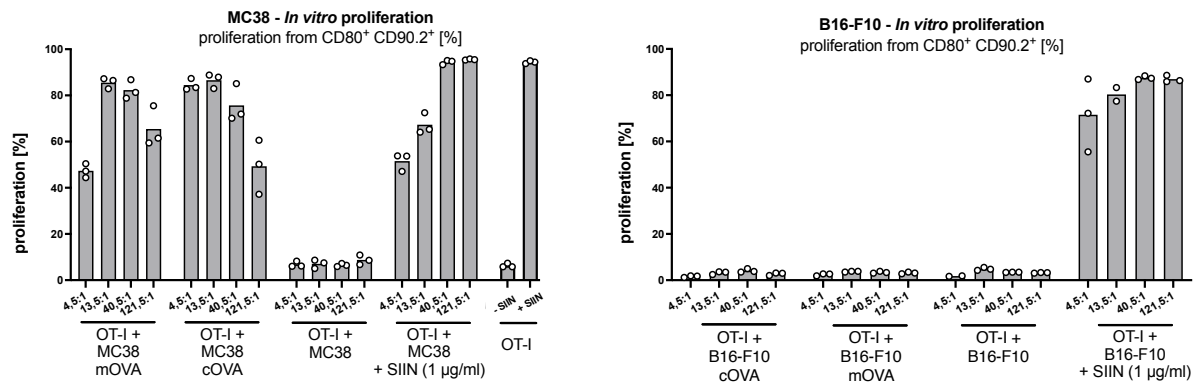 MC38 - In vitro proliferation
proliferation from CD80+ CD90.2+ [%]
proliferation [%]
100
80
60
40
20
0
4,5:1
13,5:1
40,5:1
121,5:1
4,5:1
13,5:1
40,5:1
121,5:1
4,5:1
13,5:1
40,5:1
121,5:1
4,5:1
13,5:1
40,5:1
121,5:1
- SIIN
+ SIIN
OT-I +
MC38
mOVA
OT-I +
MC38
cOVA
OT-I +
MC38
OT-I +
MC38
+ SIIN (1 µg/ml)
OT-I
B16-F10 - In vitro proliferation
proliferation from CD80+ CD90.2+ [%]
proliferation [%]
100
80
60
40
20
0
4,5:1
13,5:1
40,5:1
121,5:1
4,5:1
13,5:1
40,5:1
121,5:1
4,5:1
13,5:1
40,5:1
121,5:1
4,5:1
13,5:1
40,5:1
121,5:1
OT-I +
B16-F10
cOVA
OT-I +
B16-F10
mOVA
OT-I +
B16-F10
OT-I +
B16-F10
+ SIIN (1 µg/ml)